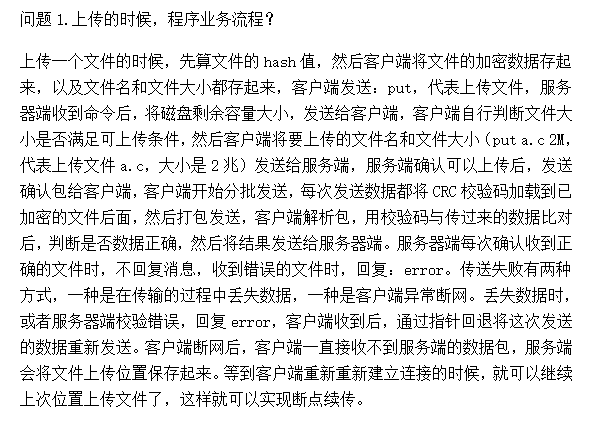 问题 1.上传的时候，程序业务流程？
上传一个文件的时候，先算文件的 hash 值，然后客户端将文件的加密数据存起
来，以及文件名和文件大小都存起来，客户端发送：put，代表上传文件，服务
器端收到命令后，将磁盘剩余容量大小，发送给客户端，客户端自行判断文件大
小是否满足可上传条件，然后客户端将要上传的文件名和文件大小（put a.c 2M，
代表上传文件 a.c，大小是 2 兆）发送给服务端，服务端确认可以上传后，发送
确认包给客户端，客户端开始分批发送，每次发送数据都将 CRC 校验码加载到已
加密的文件后面，然后打包发送，客户端解析包，用校验码与传过来的数据比对
后，判断是否数据正确，然后将结果发送给服务器端。服务器端每次确认收到正
确的文件时，不回复消息，收到错误的文件时，回复：error。传送失败有两种
方式，一种是在传输的过程中丢失数据，一种是客户端异常断网。丢失数据时，
或者服务器端校验错误，回复 error，客户端收到后，通过指针回退将这次发送
的数据重新发送。客户端断网后，客户端一直接收不到服务端的数据包，服务端
会将文件上传位置保存起来。等到客户端重新重新建立连接的时候，就可以继续
上次位置上传文件了，这样就可以实现断点续传。